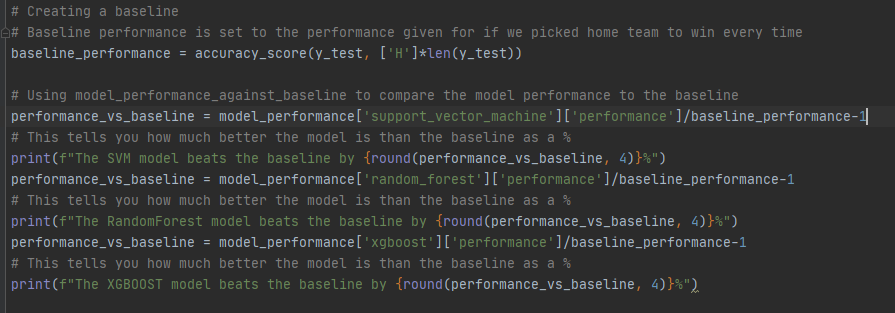 # Creating a baseline
# Baseline performance is set to the performance given for if we picked home team to win every time
baseline_performance = accuracy_score(y_test, ['H']*len(y_test))
# Using model_performance_against_baseline to compare the model performance to the baseline
performance_vs_baseline = model_performance['support_vector_machine']['performance']/baseline_performance-1
# This tells you how much better the model is than the baseline as a %
print(f"The SVM model beats the baseline by {round(performance_vs_baseline, 4)}%")
performance_vs_baseline = model_performance['random_forest']['performance']/baseline_performance-1
# This tells you how much better the model is than the baseline as a %
print(f"The RandomForest model beats the baseline by {round(performance_vs_baseline, 4)}%")
performance_vs_baseline = model_performance['xgboost']['performance']/baseline_performance-1
# This tells you how much better the model is than the baseline as a %
print(f"The XGBOOST model beats the baseline by {round(performance_vs_baseline, 4)}%")